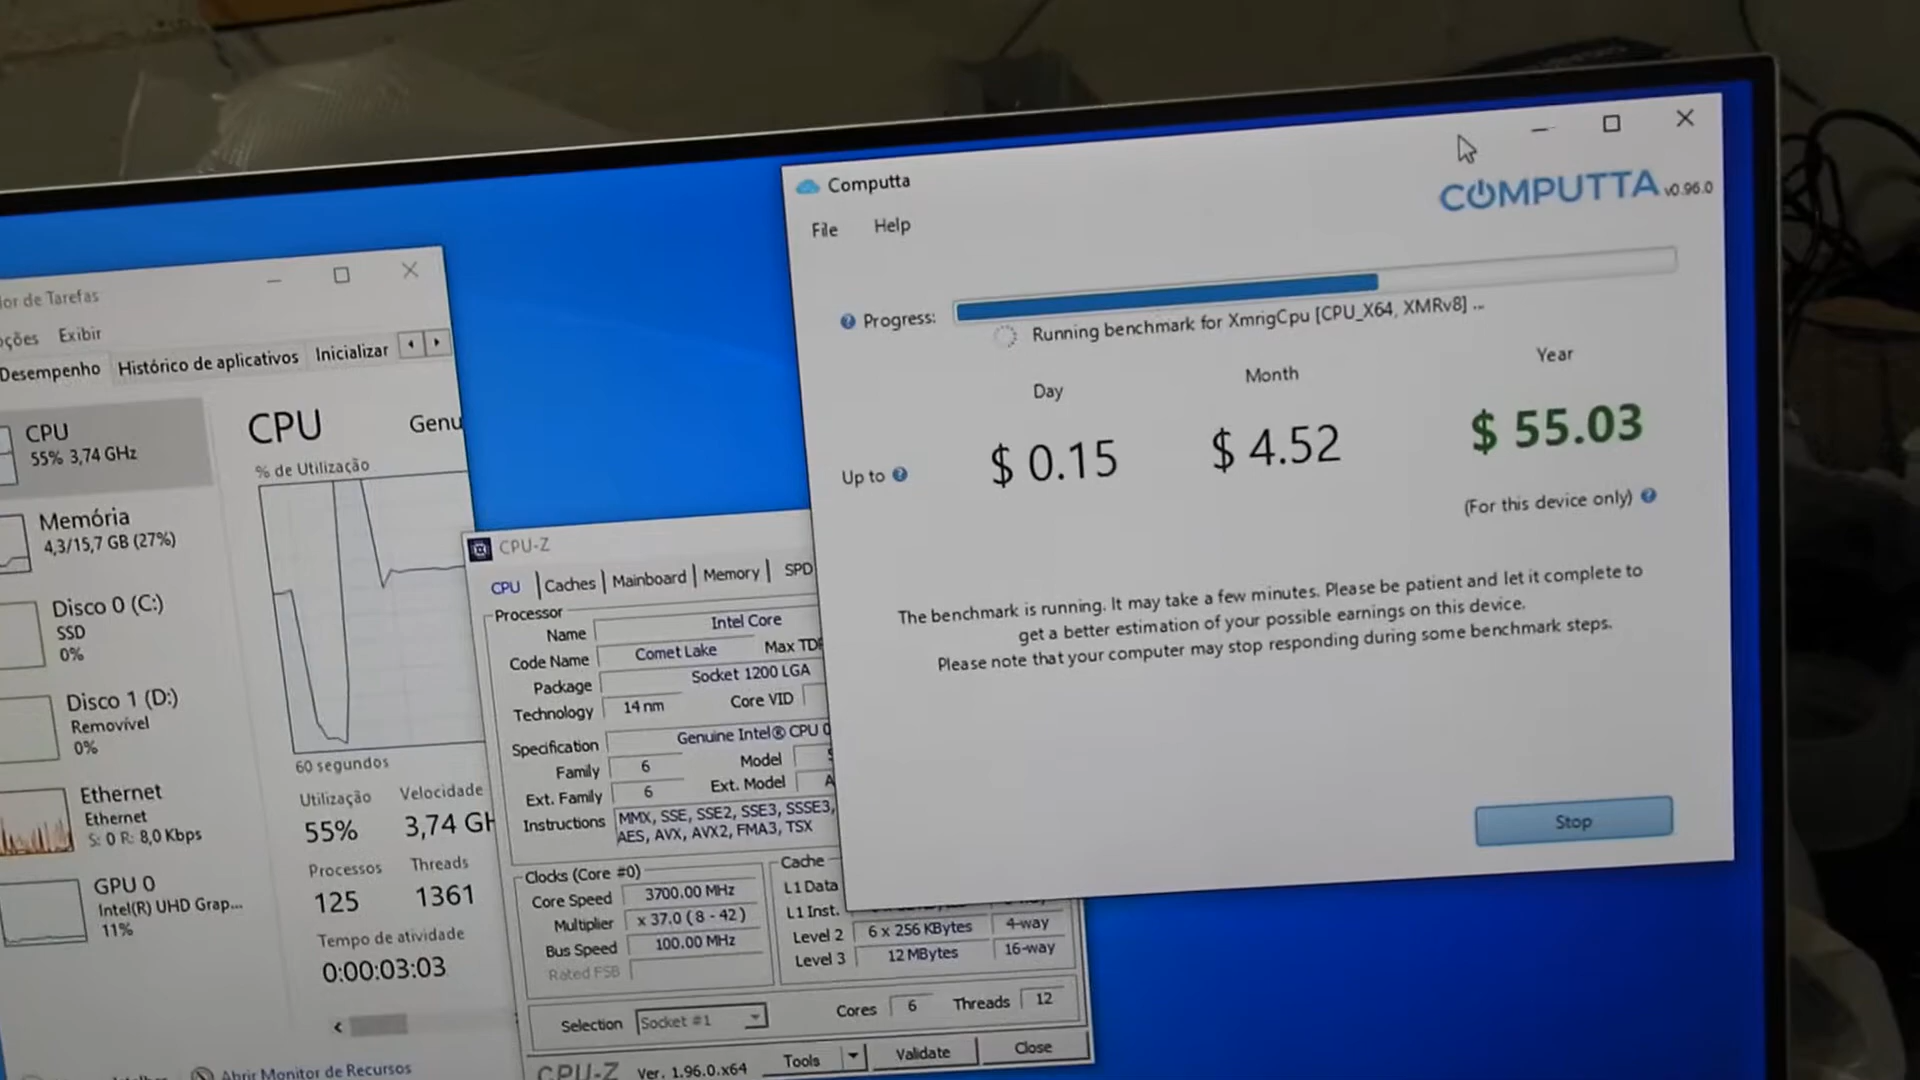 Computta
File Help
COMPUTTA v0.96.0
Progress:
Running benchmark for XmrigCpu [CPU_X64, XMRv8] ...
Day Month Year
Up to $ 0.15 $ 4.52 $ 55.03
(For this device only)
The benchmark is running. It may take a few minutes. Please be patient and let it complete to
get a better estimation of your possible earnings on this device.
Please note that your computer may stop responding during some benchmark steps.
Stop
or de Tarefas
ções Exibir
Desempenho Histórico de aplicativos Inicializar
CPU
55% 3,74 GHz
Memória
4,3/15,7 GB (27%)
Disco 0 (C:)
SSD
0%
Disco 1 (D:)
Removível
0%
Ethernet
Ethernet
S: 0 R: 8,0 Kbps
GPU 0
Intel(R) UHD Grap...
11%
CPU Genu
% de Utilização
60 segundos
Utilização Velocidade
55% 3,74 GH
Processos Threads
125 1361
Tempo de atividade
0:00:03:03
Abrir Monitor de Recursos
CPU-Z
CPU Caches Mainboard Memory SPD
Processor
Name Intel Core
Code Name Comet Lake Max TDP
Package Socket 1200 LGA
Technology 14 nm Core VID
Specification Genuine Intel® CPU 0
Family 6 Model
Ext. Family 6 Ext. Model A
Instructions MMX, SSE, SSE2, SSE3, SSSE3,
AES, AVX, AVX2, FMA3, TSX
Clocks (Core #0)
Core Speed 3700.00 MHz
Multiplier x 37.0 ( 8 - 42 )
Bus Speed 100.00 MHz
Rated FSB
Cache
L1 Data
L1 Inst.
Level 2 6 x 256 KBytes 4-way
Level 3 12 MBytes 16-way
Selection Socket #1 Cores 6 Threads 12
CPU-Z Ver. 1.96.0.x64 Tools Validate Close